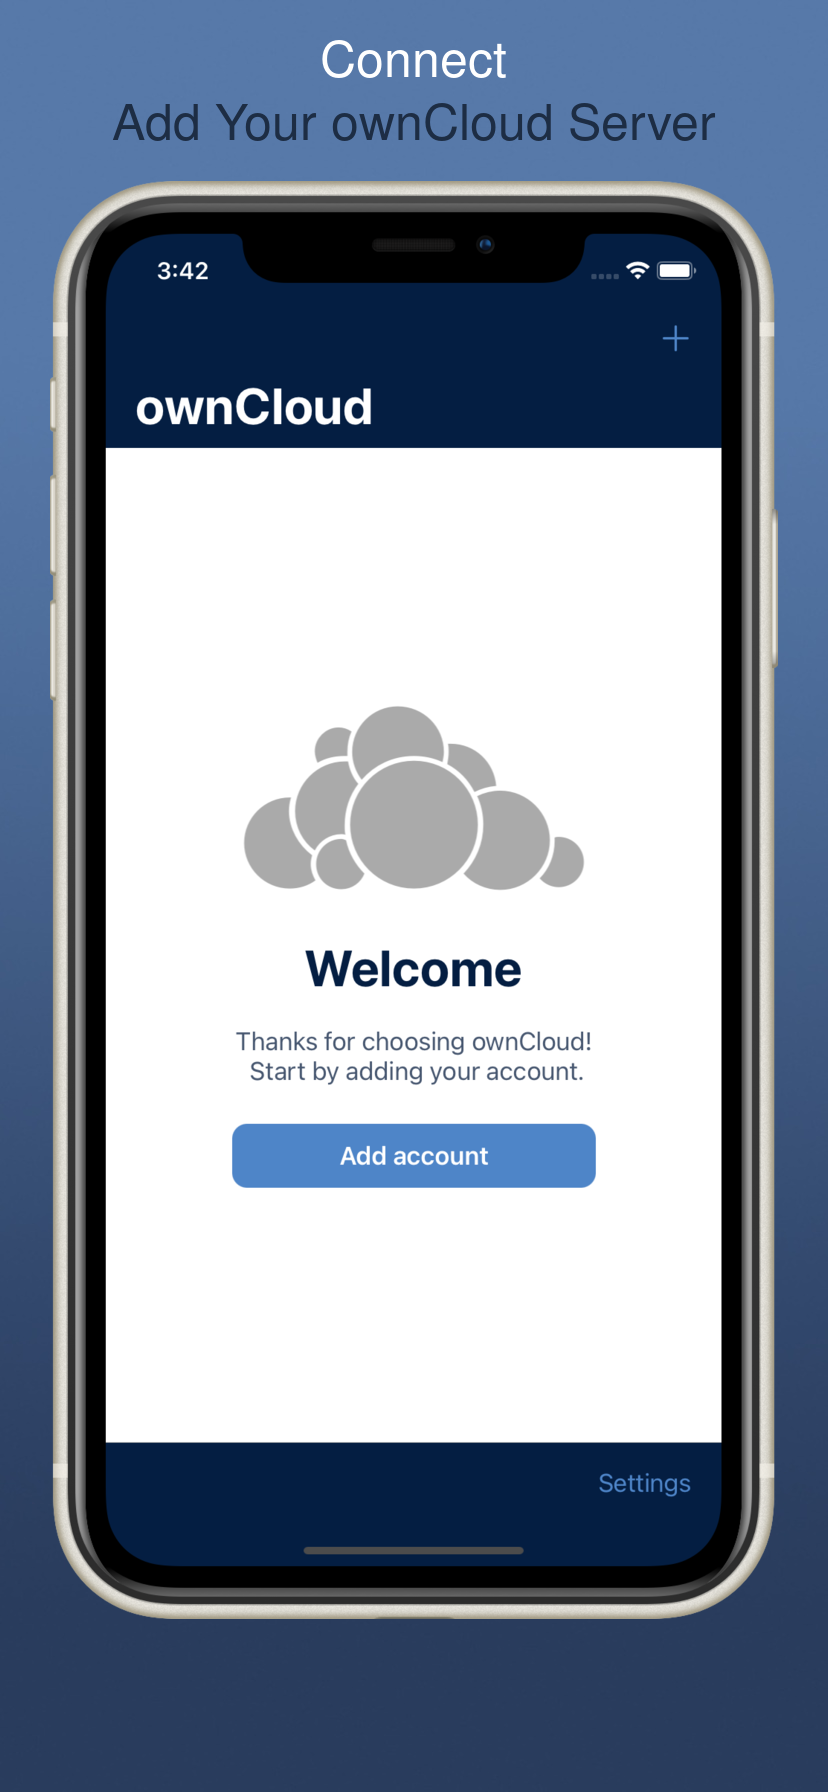 Connect
Add Your ownCloud Server
3:42
ownCloud
Welcome
Thanks for choosing ownCloud!
Start by adding your account.
Add account
Settings